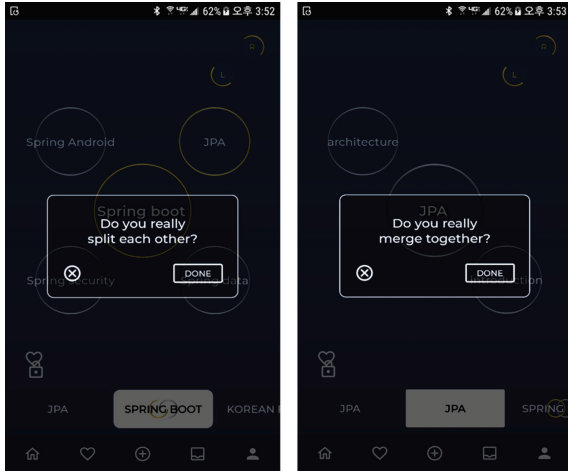 62% 오후 3:52
R
L
Spring Android
JPA
Spring boot
Do you really
split each other?
DONE
Spring security
Spring data
JPA
SPRING BOOT
KOREAN
62% 오후 3:53
R
L
architecture
JPA
Do you really
merge together?
DONE
introduction
JPA
JPA
SPRING